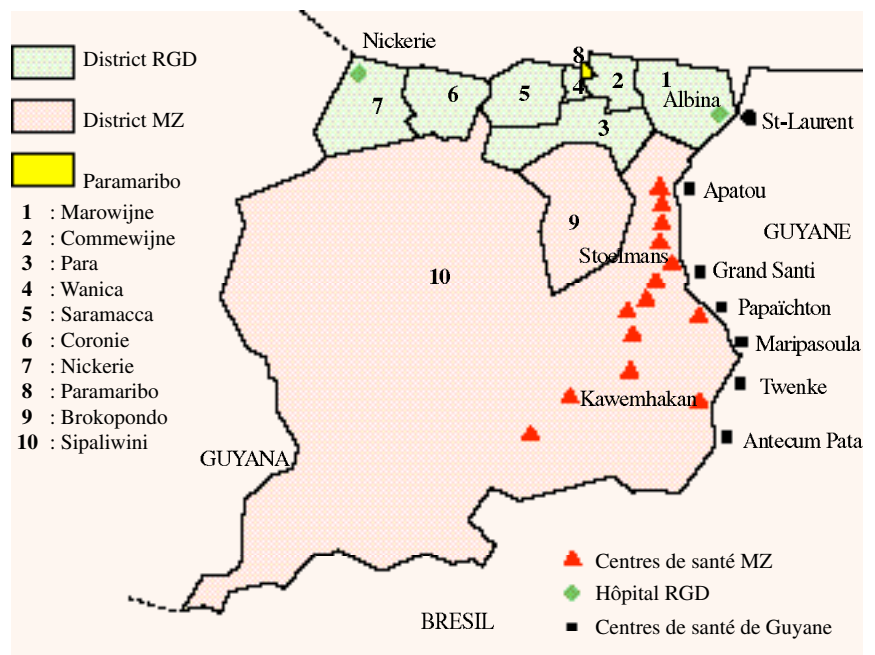 District RGD
District MZ
Paramaribo
1 : Marowijne
2 : Commewijne
3 : Para
4 : Wanica
5 : Saramacca
6 : Coronie
7 : Nickerie
8 : Paramaribo
9 : Brokopondo
10 : Sipaliwini
Nickerie
8
7
6
5
4
2
1
Albina
3
St-Laurent
Apatou
9
GUYANE
Stoelmans
10
Grand Santi
Papaïchton
Maripasoula
Twenke
Kawemhakan
Antecum Pata
GUYANA
BRESIL
Centres de santé MZ
Hôpital RGD
Centres de santé de Guyane